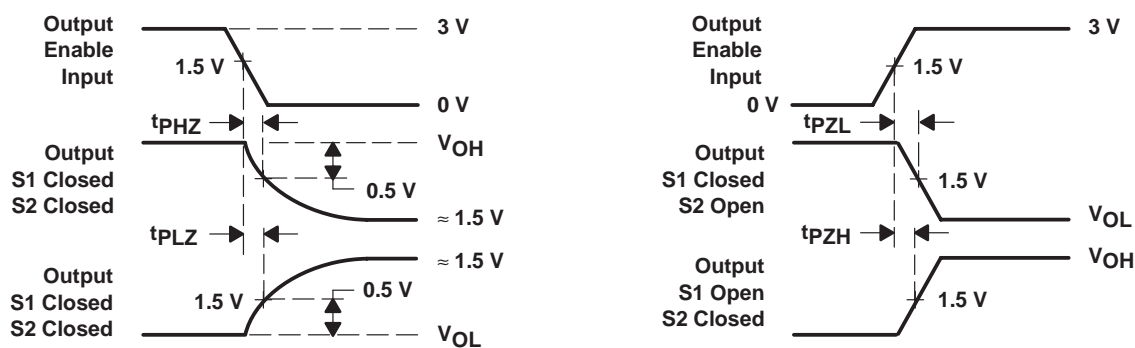 Output
Enable
Input
3 V
1.5 V
0 V
tPHZ
Output
S1 Closed
S2 Closed
VOH
0.5 V
≈ 1.5 V
tPLZ
Output
S1 Closed
S2 Closed
≈ 1.5 V
1.5 V
0.5 V
VOL
Output
Enable
Input
3 V
1.5 V
0 V
tPZL
Output
S1 Closed
S2 Open
1.5 V
VOL
tPZH
Output
S1 Open
S2 Closed
VOH
1.5 V